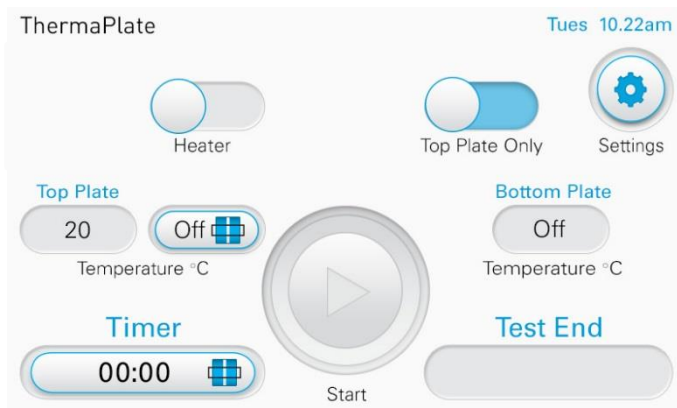 ThermaPlate
Tues 10.22am
Heater
Top Plate Only
Settings
Top Plate
Bottom Plate
20
Off
Off
Temperature °C
Temperature °C
Timer
Test End
00:00
Start